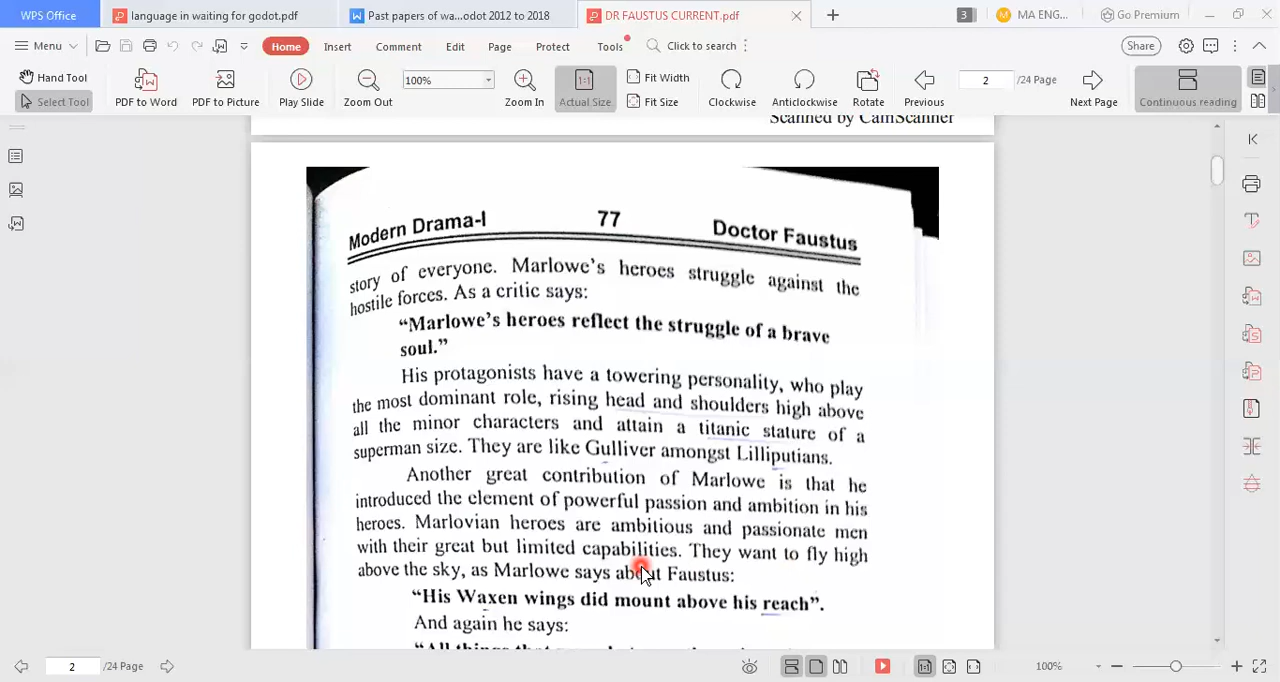 WPS Office
language in waiting for godot.pdf
Past papers of wa...odot 2012 to 2018
DR FAUSTUS CURRENT.pdf
3
MA ENG...
Go Premium
Menu
Home
Insert
Comment
Edit
Page
Protect
Tools
Click to search
Share
Hand Tool
Select Tool
PDF to Word
PDF to Picture
Play Slide
Zoom Out
100%
Zoom In
1:1
Actual Size
Fit Width
Fit Size
Clockwise
Anticlockwise
Rotate
Previous
2
/24 Page
Next Page
Continuous reading
Scanned by CamScanner
Modern Drama-I 77 Doctor Faustus
story of everyone. Marlowe's heroes struggle against the
hostile forces. As a critic says:
“Marlowe's heroes reflect the struggle of a brave
soul.”
His protagonists have a towering personality, who play
the most dominant role, rising head and shoulders high above
all the minor characters and attain a titanic stature of a
superman size. They are like Gulliver amongst Lilliputians.
Another great contribution of Marlowe is that he
introduced the element of powerful passion and ambition in his
heroes. Marlovian heroes are ambitious and passionate men
with their great but limited capabilities. They want to fly high
above the sky, as Marlowe says about Faustus:
“His Waxen wings did mount above his reach”.
And again he says:
“All things that
2
/24 Page
100%